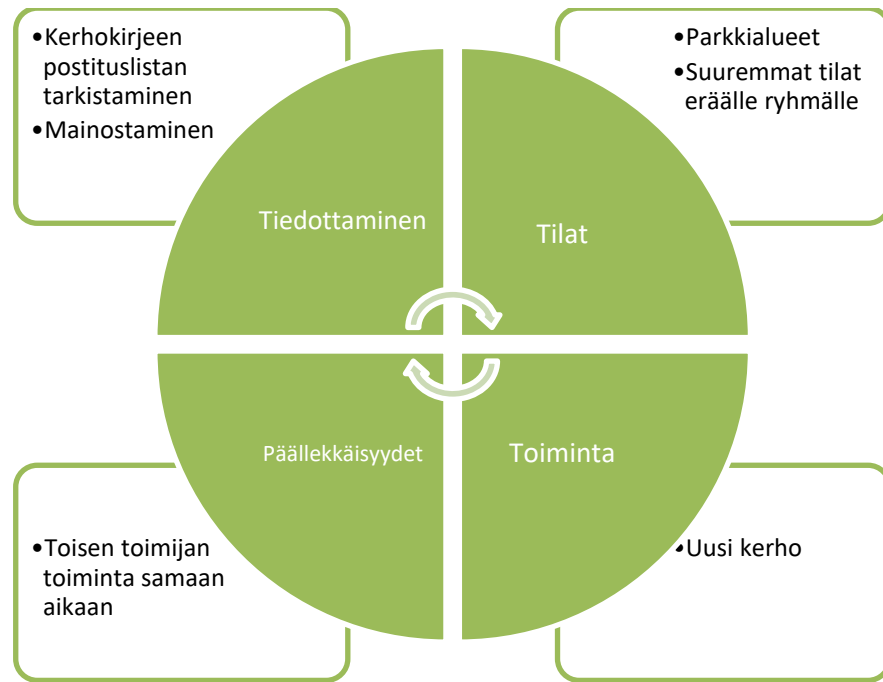 •Kerhokirjeen
postituslistan
tarkistaminen
•Mainostaminen
•Parkkialueet
•Suuremmat tilat
eräälle ryhmälle
Tiedottaminen
Tilat
Päällekkäisyydet
Toiminta
•Toisen toimijan
toiminta samaan
aikaan
•Uusi kerho